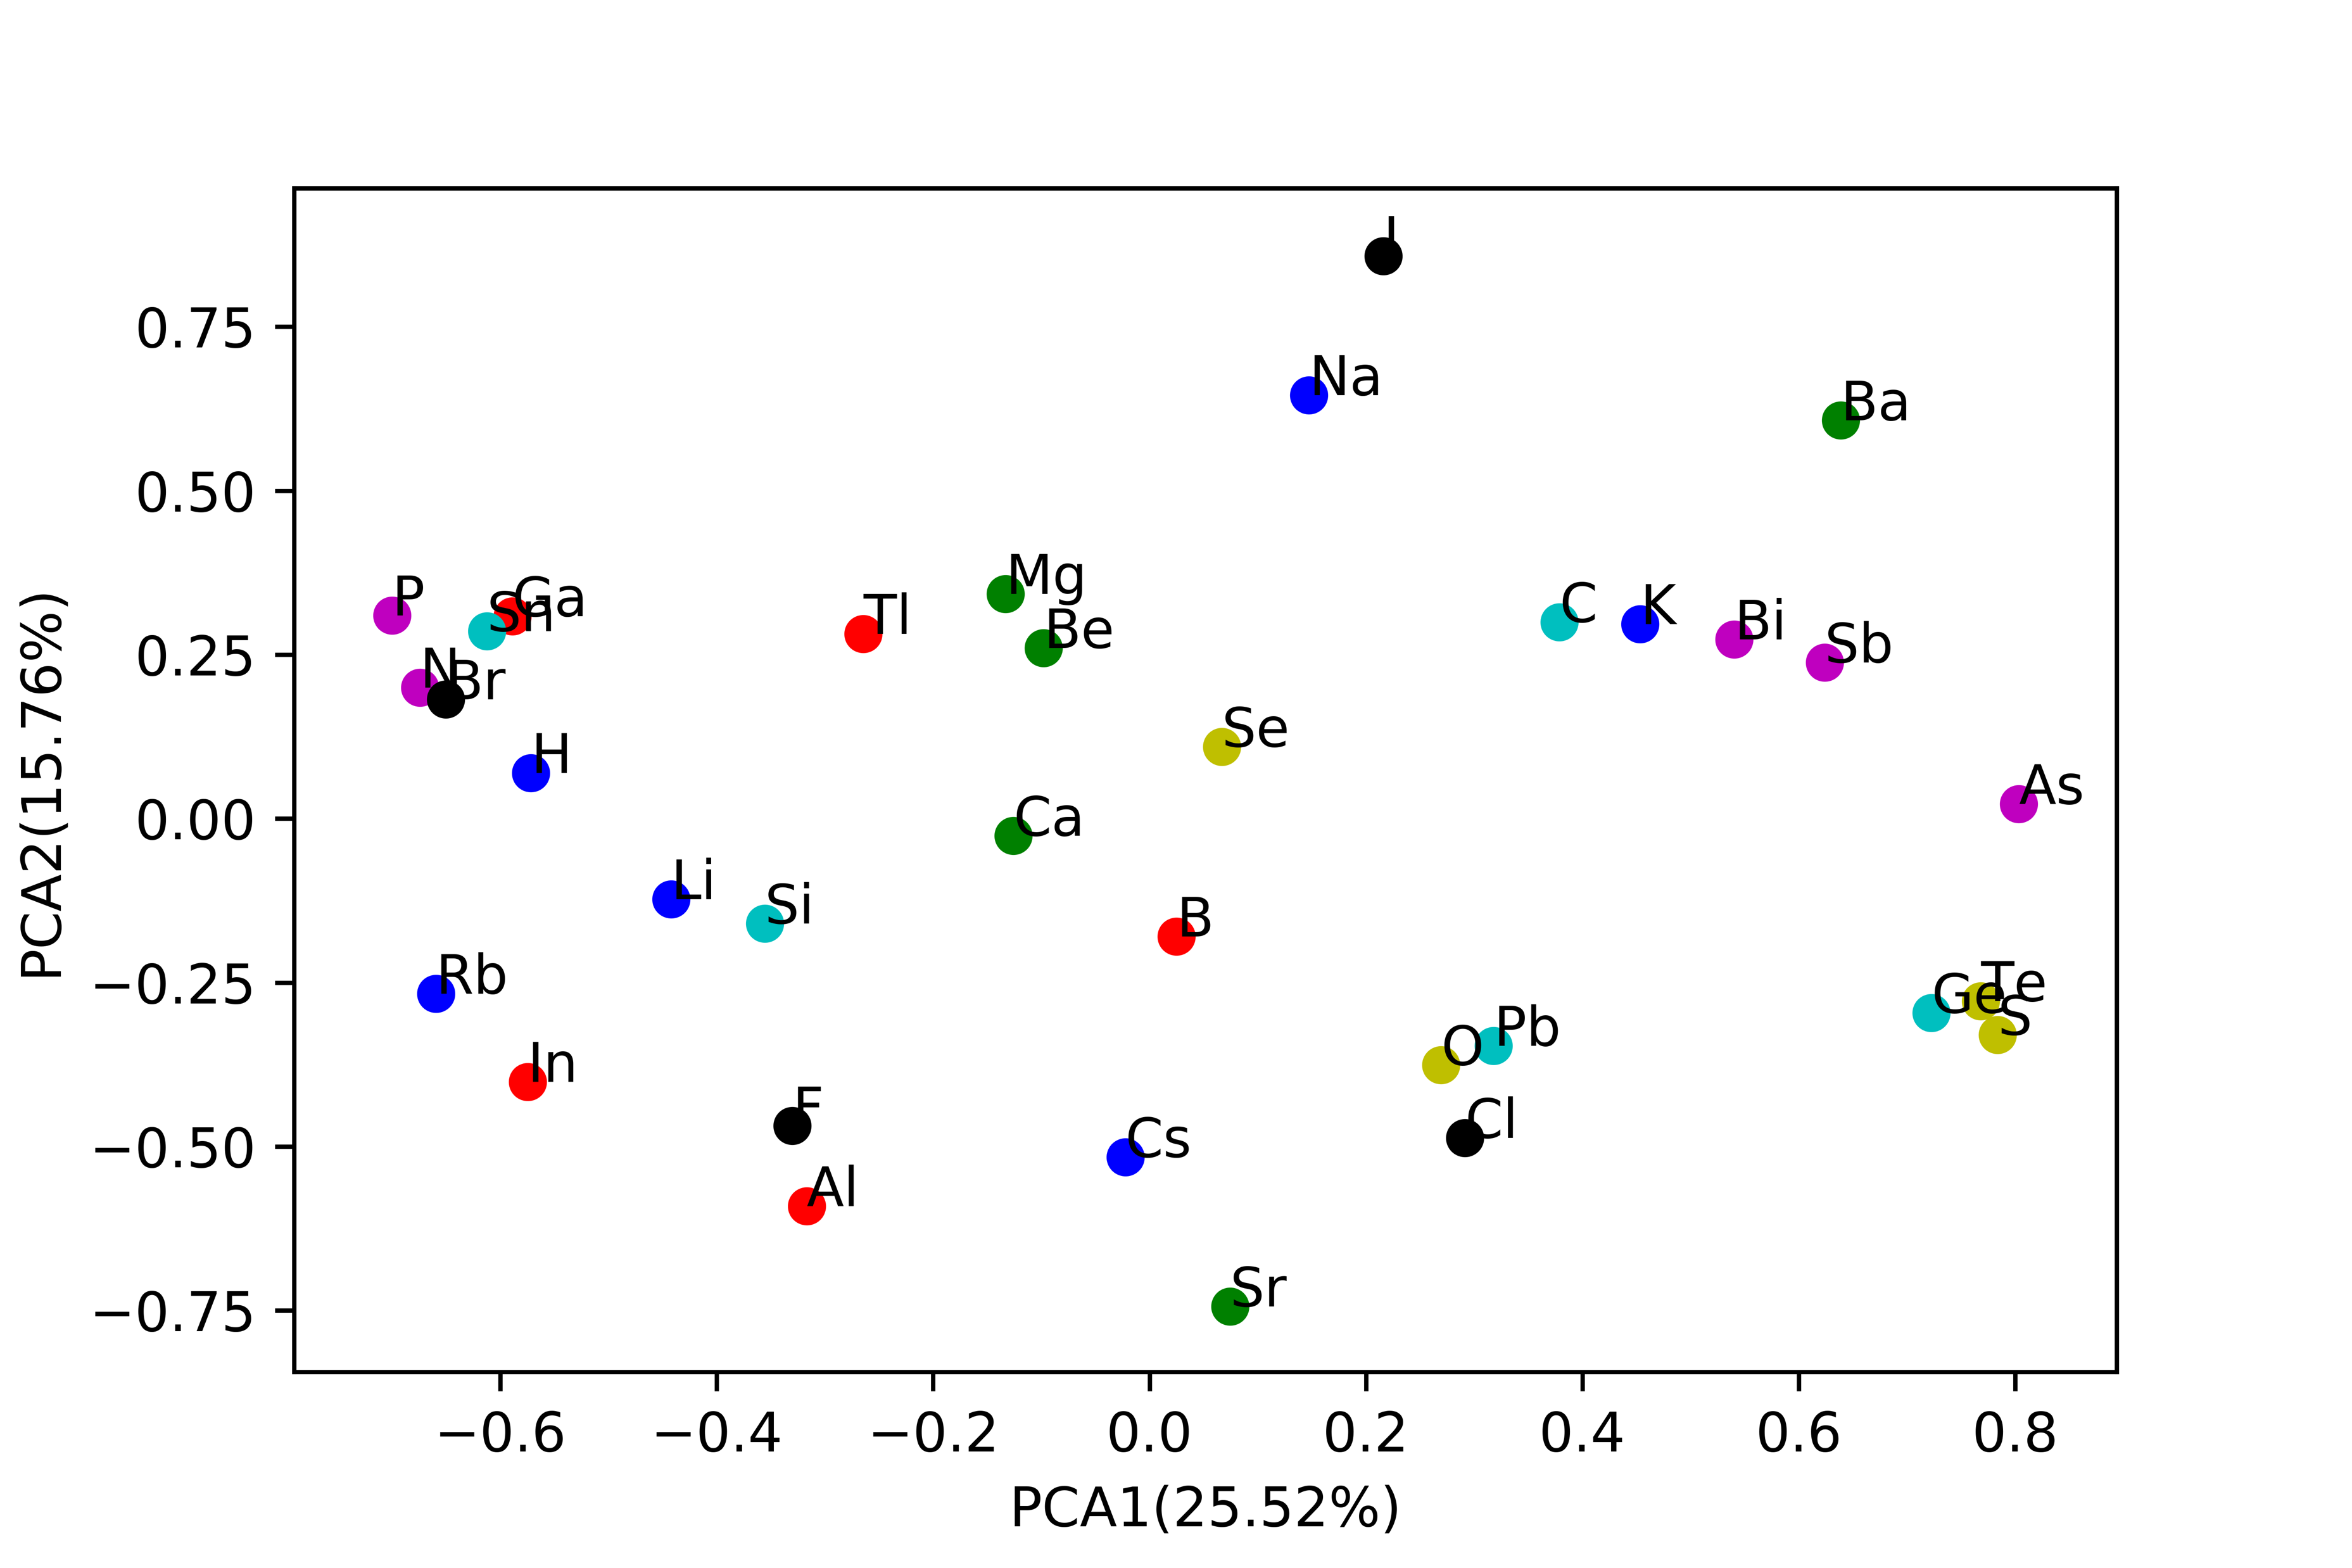 I
Na
Ba
0.75
0.50
Mg
P
Ga
Sn
Tl
Be
C
K
Bi
Sb
0.25
N
Br
H
Se
As
0.00
Ca
Li
Si
B
−0.25
Rb
Te
Ge
S
In
O
Pb
F
Cl
−0.50
Cs
Al
Sr
−0.75
PCA2(15.76%)
−0.6 −0.4 −0.2 0.0 0.2 0.4 0.6 0.8
PCA1(25.52%)